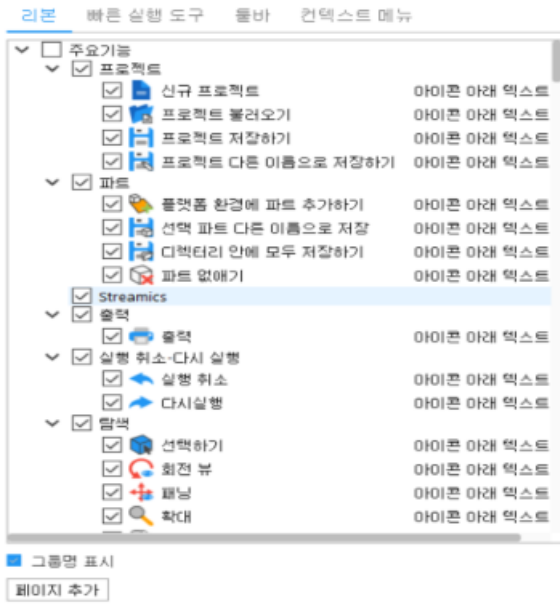 리본 빠른 실행 도구 툴바 컨텍스트 메뉴
주요기능
프로젝트
신규 프로젝트 아이콘 아래 텍스트
프로젝트 불러오기 아이콘 아래 텍스트
프로젝트 저장하기 아이콘 아래 텍스트
프로젝트 다른 이름으로 저장하기 아이콘 아래 텍스트
파트
플랫폼 환경에 파트 추가하기 아이콘 아래 텍스트
선택 파트 다른 이름으로 저장 아이콘 아래 텍스트
디렉터리 안에 모두 저장하기 아이콘 아래 텍스트
파트 없애기 아이콘 아래 텍스트
Streamics
출력
출력 아이콘 아래 텍스트
실행 취소-다시 실행
실행 취소 아이콘 아래 텍스트
다시실행 아이콘 아래 텍스트
탐색
선택하기 아이콘 아래 텍스트
회전 뷰 아이콘 아래 텍스트
패닝 아이콘 아래 텍스트
확대 아이콘 아래 텍스트
그룹명 표시
페이지 추가